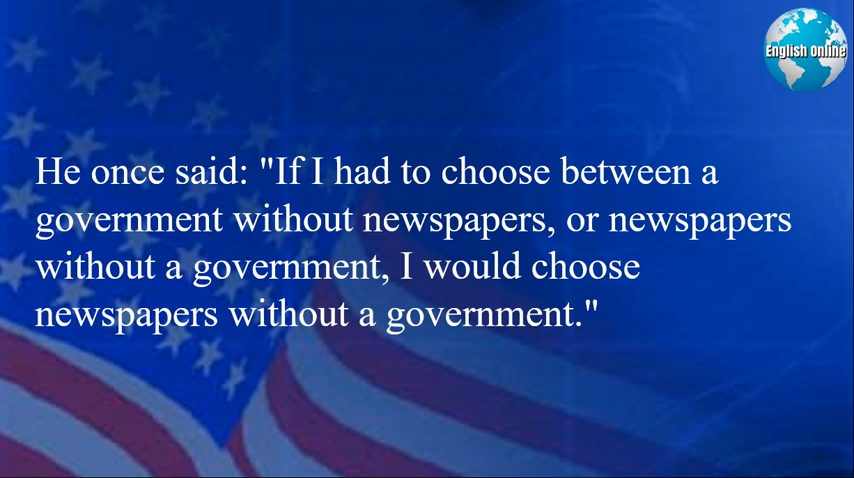 English Online
He once said: "If I had to choose between a
government without newspapers, or newspapers
without a government, I would choose
newspapers without a government."